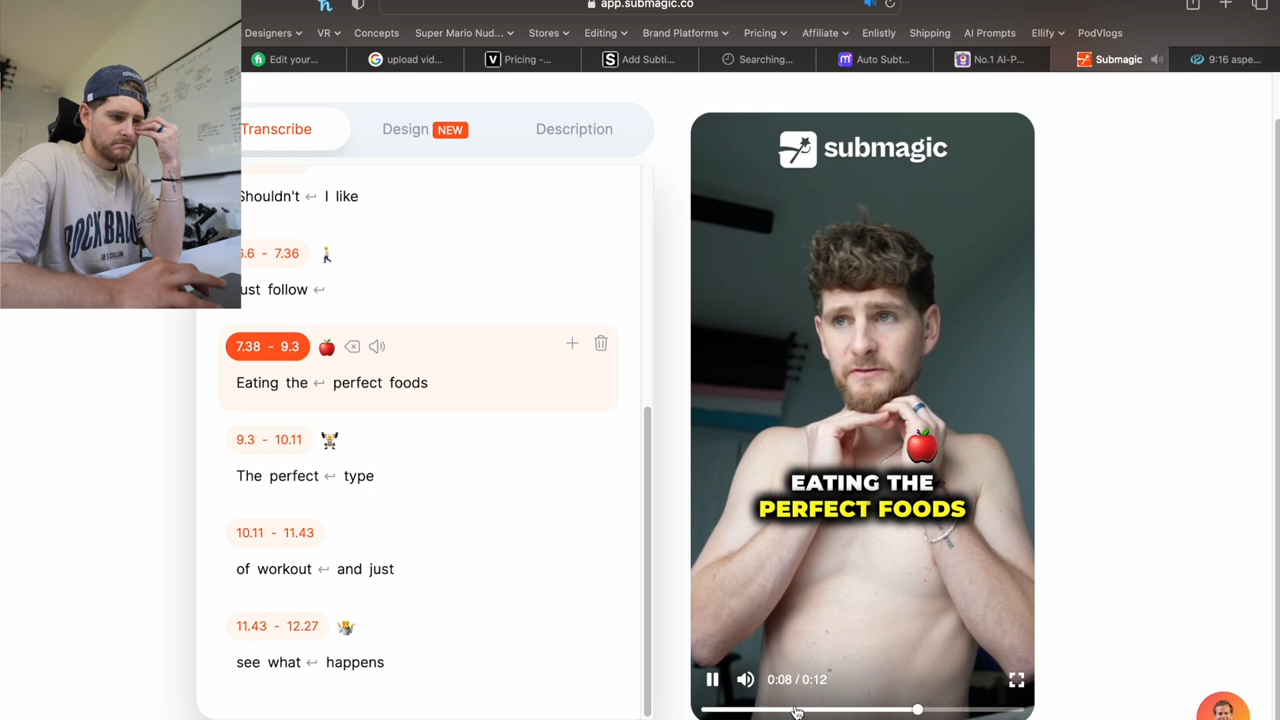 app.submagic.co
Designers VR Concepts Super Mario Nud... Stores Editing Brand Platforms Pricing Affiliate Enlistly Shipping AI Prompts Ellify PodVlogs
Edit your... upload vid... Pricing -... Add Subti... Searching... Auto Subt... No.1 AI-P... Submagic 9:16 aspe...
Transcribe Design NEW Description
Shouldn't ↩ I like
6.6 - 7.36
ust follow ↩
7.38 - 9.3
Eating the ↩ perfect foods
9.3 - 10.11
The perfect ↩ type
10.11 - 11.43
of workout ↩ and just
11.43 - 12.27
see what ↩ happens
submagic
EATING THE
PERFECT FOODS
0:08 / 0:12